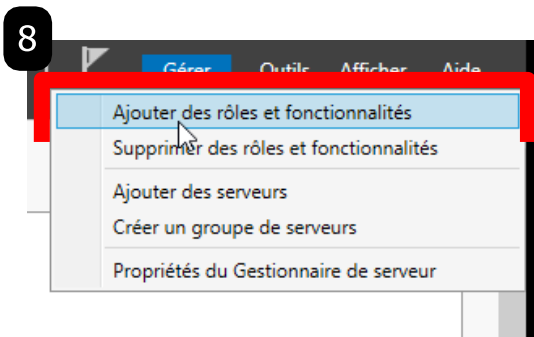 8
Gérer Outils Afficher Aide
Ajouter des rôles et fonctionnalités
Supprimer des rôles et fonctionnalités
Ajouter des serveurs
Créer un groupe de serveurs
Propriétés du Gestionnaire de serveur